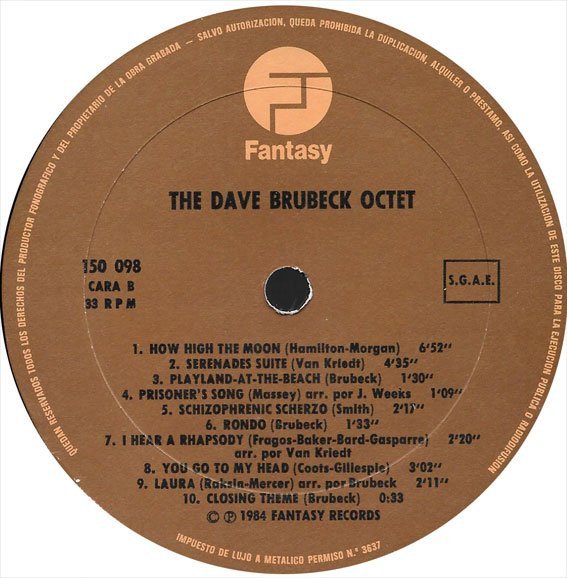 QUEDAN RESERVADOS TODOS LOS DERECHOS DEL PRODUCTOR FONOGRAFICO Y DEL PROPIETARIO DE LA OBRA GRABADA - SALVO AUTORIZACION, QUEDA PROHIBIDA LA DUPLICACION, ALQUILER O PRESTAMO, ASI COMO LA UTILIZACION DE ESTE DISCO PARA LA EJECUCION PUBLICA O RADIODIFUSION
Fantasy
THE DAVE BRUBECK OCTET
150 098
CARA B
33 RPM
S.G.A.E.
1. HOW HIGH THE MOON (Hamilton-Morgan) 6'52"
2. SERENADES SUITE (Van Kriedt) 4'35"
3. PLAYLAND-AT-THE-BEACH (Brubeck) 1'30"
4. PRISONER'S SONG (Massey) arr. por J. Weeks 1'09"
5. SCHIZOPHRENIC SCHERZO (Smith) 2'11"
6. RONDO (Brubeck) 1'33"
7. I HEAR A RHAPSODY (Fragos-Baker-Bard-Gasparre) 2'20"
arr. por Van Kriedt
8. YOU GO TO MY HEAD (Coots-Gillespie) 3'02"
9. LAURA (Raksin-Mercer) arr. por Brubeck 2'11"
10. CLOSING THEME (Brubeck) 0:33
© ℗ 1984 FANTASY RECORDS
IMPUESTO DE LUJO A METALICO PERMISO N.º 3637